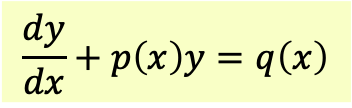 dy/dx + p(x)y = q(x)